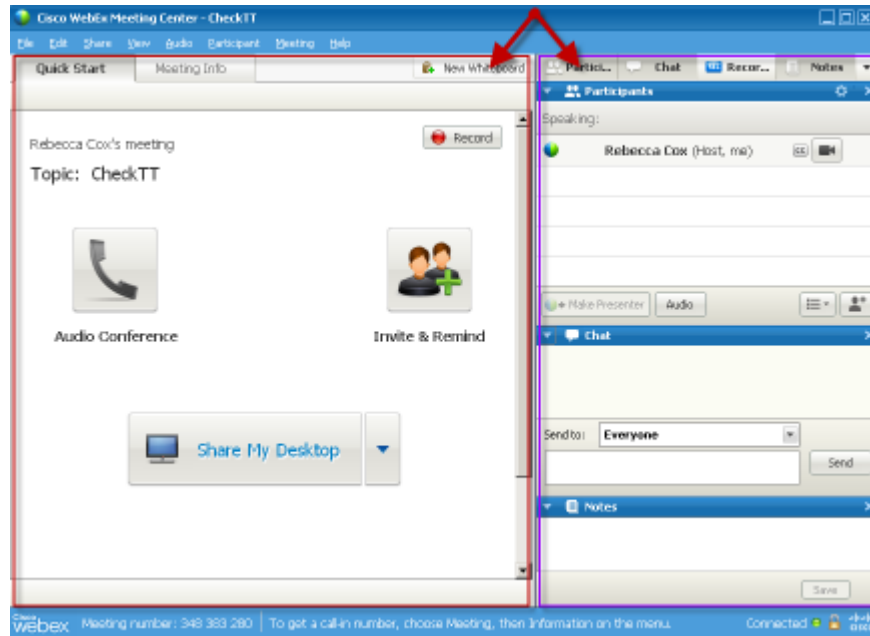 Cisco WebEx Meeting Center - CheckTT
File Edit Share View Audio Participant Meeting Help
Quick Start Meeting Info New Whiteboard
Partici... Chat Recor... Notes
Participants
Speaking:
Rebecca Cox's meeting
Record
Topic: CheckTT
Rebecca Cox (Host, me)
Audio Conference
Invite & Remind
Make Presenter Audio
Chat
Share My Desktop
Send to: Everyone
Send
Notes
Save
Cisco webex Meeting number: 348 383 280 | To get a call-in number, choose Meeting, then Information on the menu. Connected
cisco